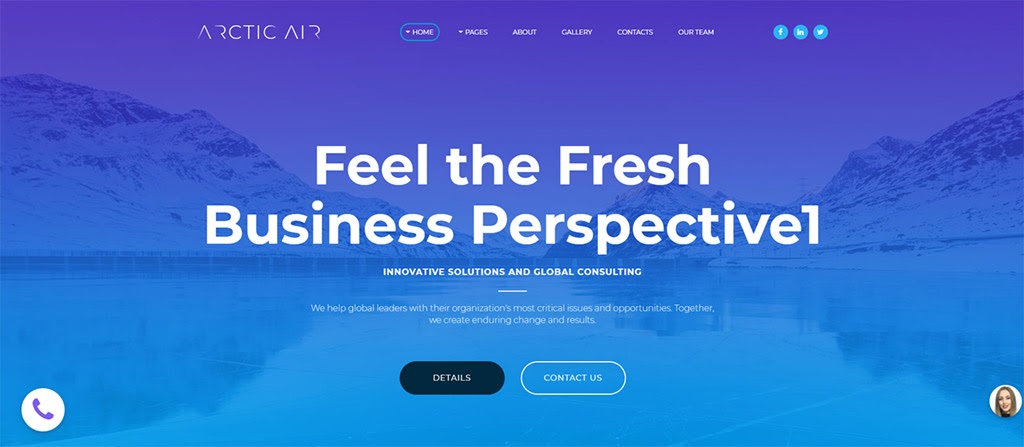 ARCTIC AIR
HOME PAGES ABOUT GALLERY CONTACTS OUR TEAM
Feel the Fresh
Business Perspective1
INNOVATIVE SOLUTIONS AND GLOBAL CONSULTING
We help global leaders with their organization's most critical issues and opportunities. Together,
we create enduring change and results.
DETAILS CONTACT US